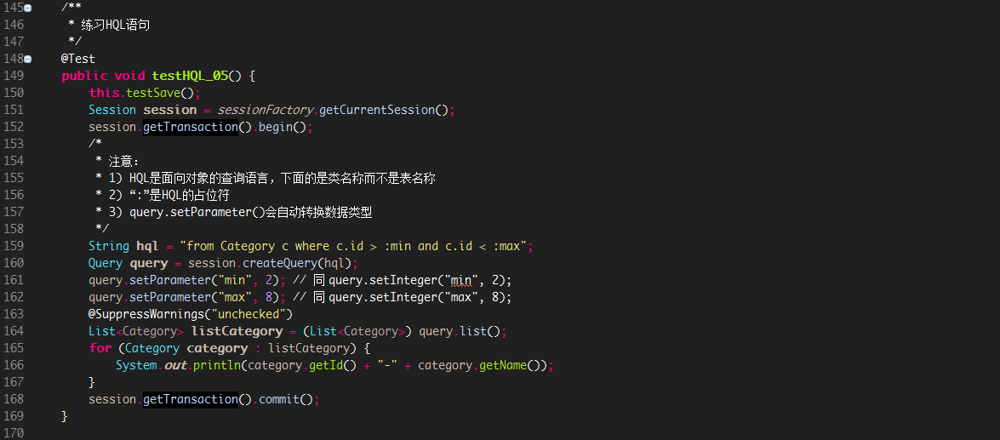 145 /**
146 * 练习HQL语句
147 */
148 @Test
149 public void testHQL_05() {
150 this.testSave();
151 Session session = sessionFactory.getCurrentSession();
152 session.getTransaction().begin();
153 /*
154 * 注意：
155 * 1) HQL是面向对象的查询语言，下面的是类名称而不是表名称
156 * 2) “:”是HQL的占位符
157 * 3) query.setParameter()会自动转换数据类型
158 */
159 String hql = "from Category c where c.id > :min and c.id < :max";
160 Query query = session.createQuery(hql);
161 query.setParameter("min", 2); // 同 query.setInteger("min", 2);
162 query.setParameter("max", 8); // 同 query.setInteger("max", 8);
163 @SuppressWarnings("unchecked")
164 List<Category> listCategory = (List<Category>) query.list();
165 for (Category category : listCategory) {
166 System.out.println(category.getId() + "-" + category.getName());
167 }
168 session.getTransaction().commit();
169 }
170